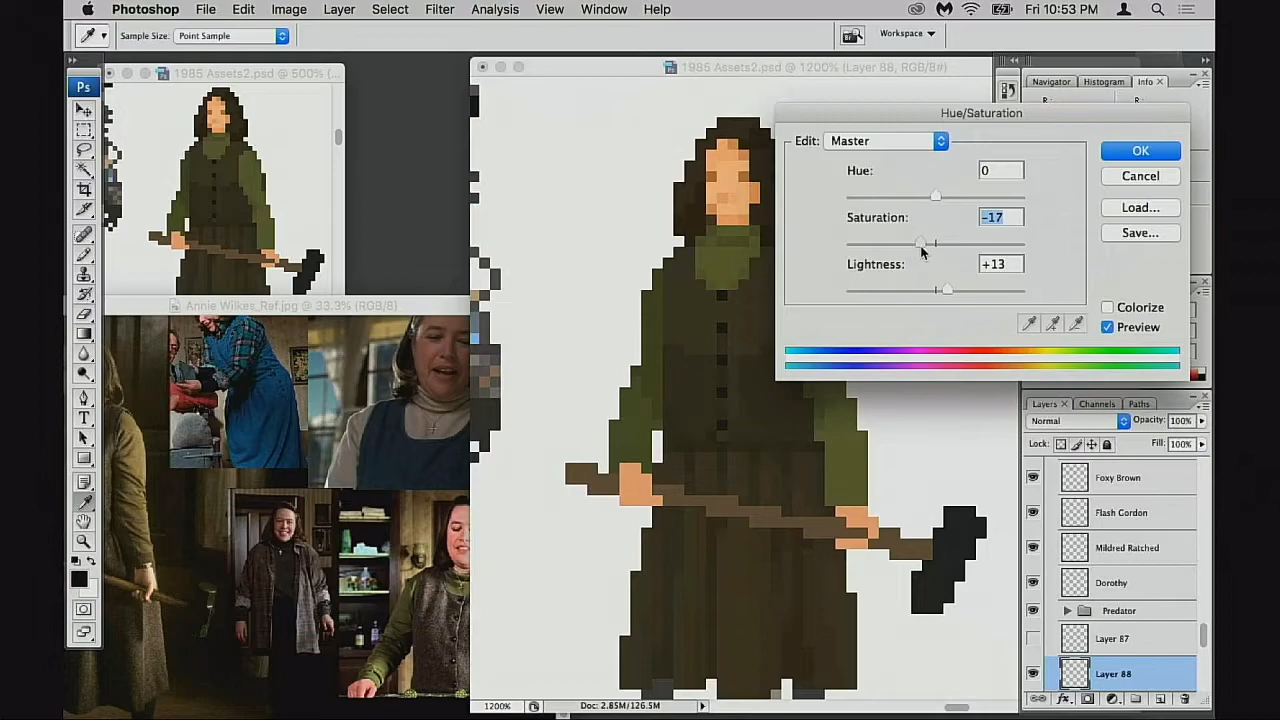 Photoshop File Edit Image Layer Select Filter Analysis View Window Help Fri 10:53 PM
Sample Size: Point Sample Workspace
Ps
1985 Assets2.psd @ 500% (
1985 Assets2.psd @ 1200% (Layer 88, RGB/8#)
Navigator Histogram Info
R: R:
Hue/Saturation
Edit: Master
OK
Hue: 0
Cancel
Saturation: -17
Load...
Save...
Lightness: +13
Colorize
Preview
Annie Wilkes_Ref.jpg @ 33.3% (RGB/8)
Layers Channels Paths
Normal Opacity: 100%
Lock: Fill: 100%
Foxy Brown
Flash Gordon
Mildred Ratched
Dorothy
Predator
Layer 87
Layer 88
1200% Doc: 2.85M/126.5M